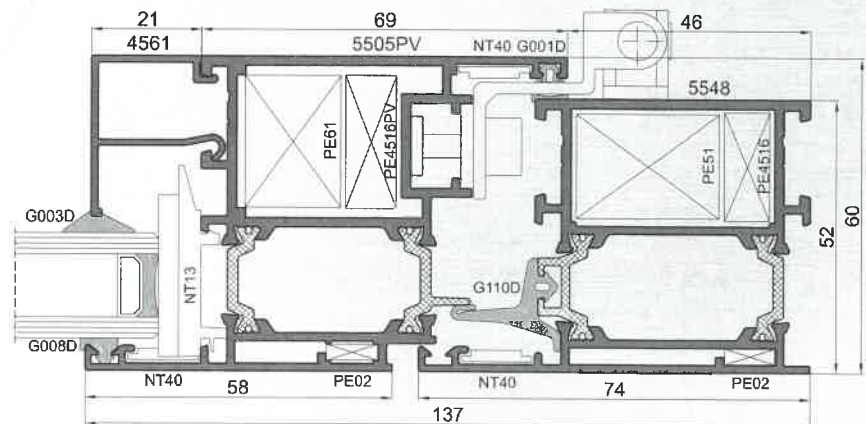 21 69 46
4561 5505PV NT40 G001D
5548
PE61
PE4516PV
PE51
PE4516
60
52
G003D
NT13
G110D
G008D
NT40 PE02 NT40 PE02
58 74
137